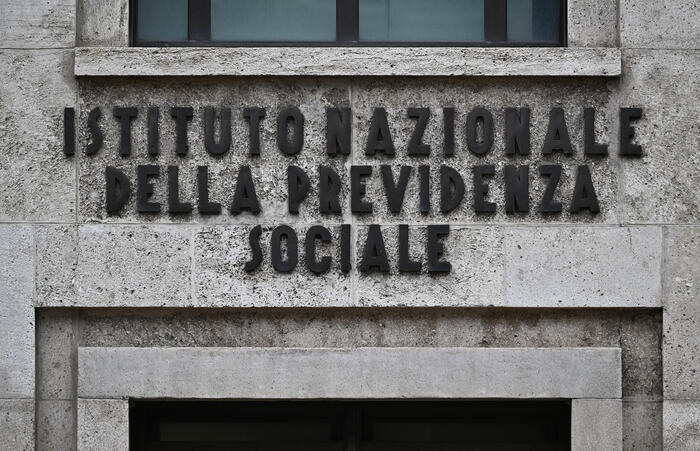 ISTITUTO NAZIONALE
DELLA PREVIDENZA
SOCIALE